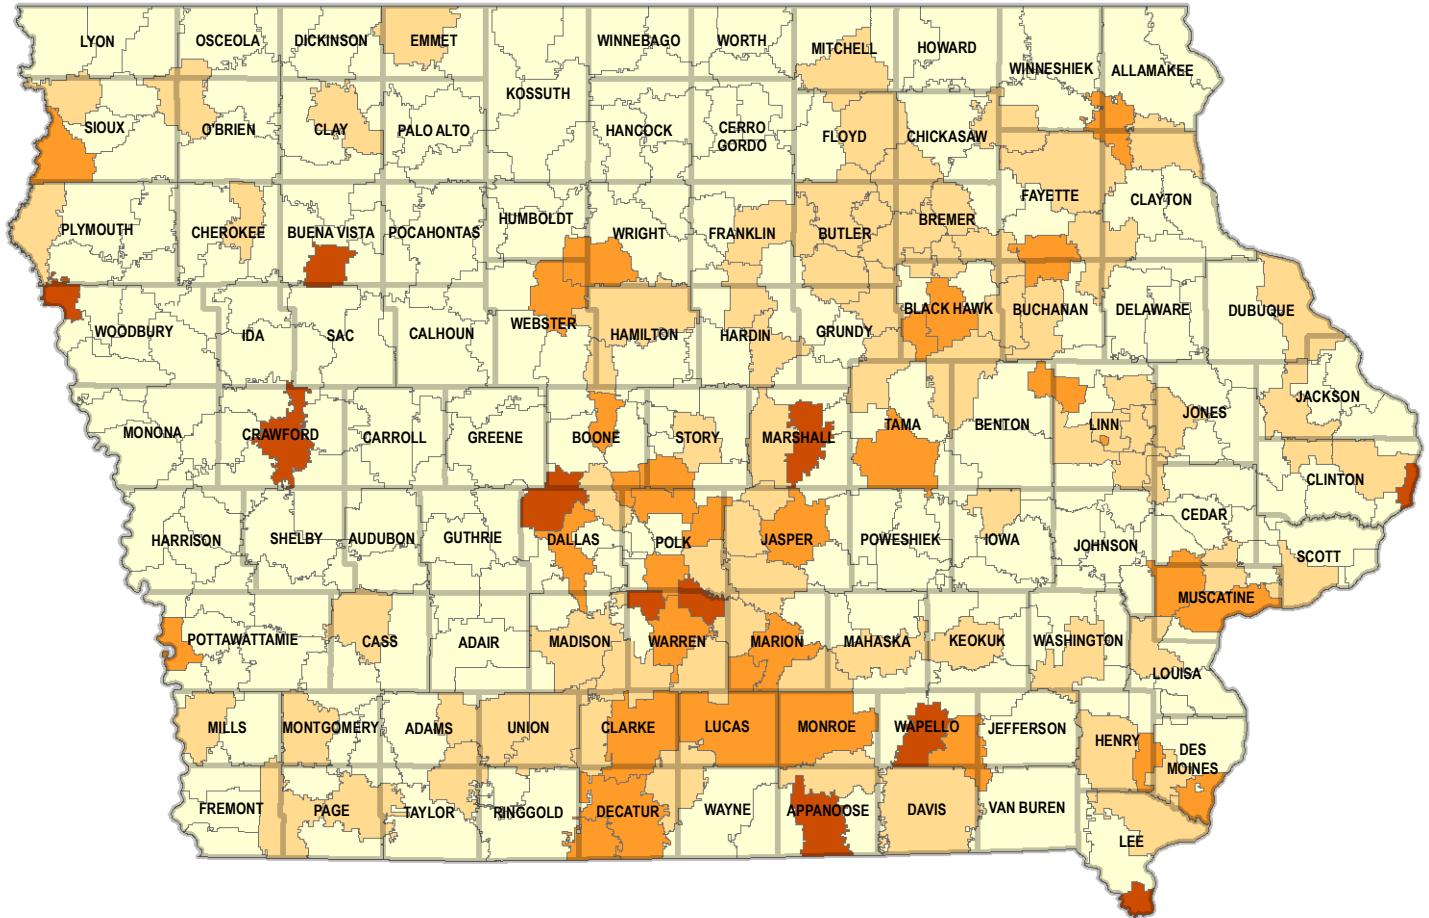 LYON
OSCEOLA
DICKINSON
EMMET
WINNEBAGO
WORTH
MITCHELL
HOWARD
WINNESHIEK
ALLAMAKEE
KOSSUTH
SIOUX
O'BRIEN
CLAY
PALO ALTO
HANCOCK
CERRO
GORDO
FLOYD
CHICKASAW
FAYETTE
CLAYTON
PLYMOUTH
CHEROKEE
BUENA VISTA
POCAHONTAS
HUMBOLDT
WRIGHT
FRANKLIN
BUTLER
BREMER
WOODBURY
IDA
SAC
CALHOUN
WEBSTER
HAMILTON
HARDIN
GRUNDY
BLACK HAWK
BUCHANAN
DELAWARE
DUBUQUE
MONONA
CRAWFORD
CARROLL
GREENE
BOONE
STORY
MARSHALL
TAMA
BENTON
LINN
JONES
JACKSON
CLINTON
HARRISON
SHELBY
AUDUBON
GUTHRIE
DALLAS
POLK
JASPER
POWESHIEK
IOWA
JOHNSON
CEDAR
SCOTT
MUSCATINE
POTTAWATTAMIE
CASS
ADAIR
MADISON
WARREN
MARION
MAHASKA
KEOKUK
WASHINGTON
LOUISA
MILLS
MONTGOMERY
ADAMS
UNION
CLARKE
LUCAS
MONROE
WAPELLO
JEFFERSON
HENRY
DES
MOINES
FREMONT
PAGE
TAYLOR
RINGGOLD
DECATUR
WAYNE
APPANOOSE
DAVIS
VAN BUREN
LEE